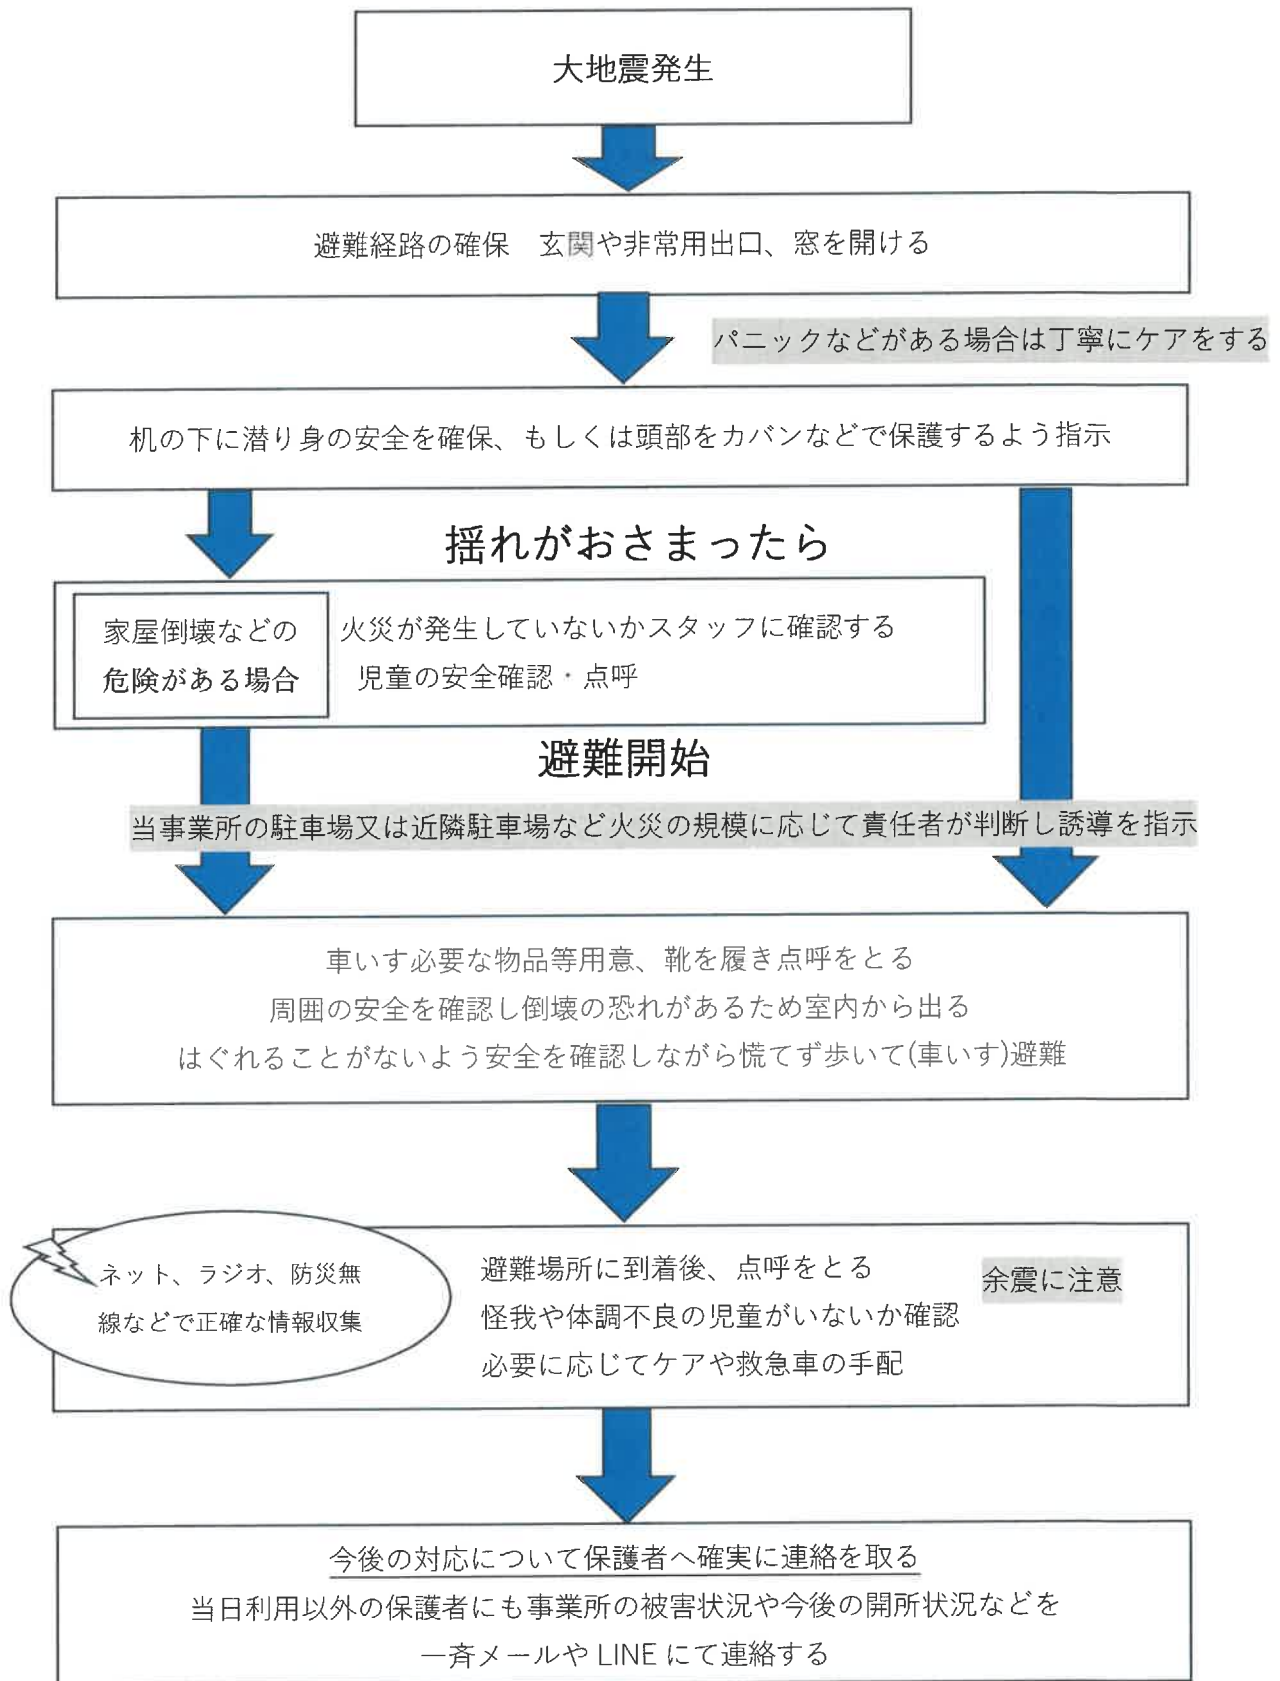 大地震発生
避難経路の確保　玄関や非常用出口、窓を開ける
パニックなどがある場合は丁寧にケアをする
机の下に潜り身の安全を確保、もしくは頭部をカバンなどで保護するよう指示
揺れがおさまったら
家屋倒壊などの
危険がある場合
火災が発生していないかスタッフに確認する
児童の安全確認・点呼
避難開始
当事業所の駐車場又は近隣駐車場など火災の規模に応じて責任者が判断し誘導を指示
車いす必要な物品等用意、靴を履き点呼をとる
周囲の安全を確認し倒壊の恐れがあるため室内から出る
はぐれることがないよう安全を確認しながら慌てず歩いて(車いす)避難
ネット、ラジオ、防災無
線などで正確な情報収集
避難場所に到着後、点呼をとる
怪我や体調不良の児童がいないか確認
必要に応じてケアや救急車の手配
余震に注意
今後の対応について保護者へ確実に連絡を取る
当日利用以外の保護者にも事業所の被害状況や今後の開所状況などを
一斉メールや LINE にて連絡する